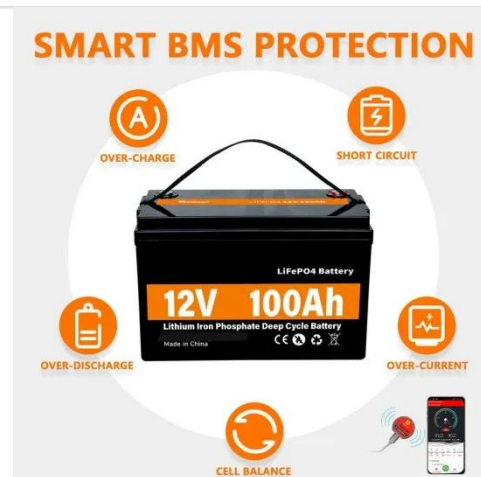 SMART BMS PROTECTION
OVER-CHARGE
SHORT CIRCUIT
LiFePO4 Battery
12V 100Ah
Lithium Iron Phosphate Deep Cycle Battery
Made in China
CE
OVER-DISCHARGE
OVER-CURRENT
CELL BALANCE